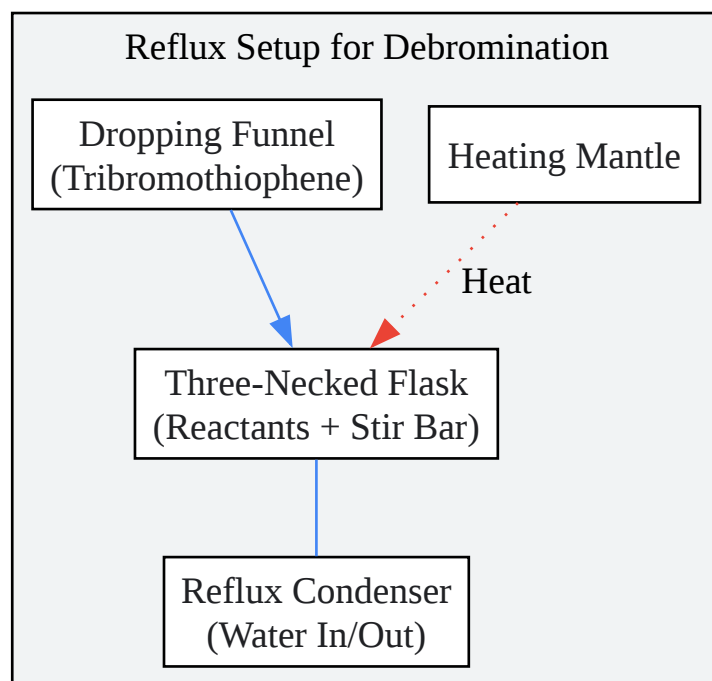 Reflux Setup for Debromination
Dropping Funnel
(Tribromothiophene)
Heating Mantle
Heat
Three-Necked Flask
(Reactants + Stir Bar)
Reflux Condenser
(Water In/Out)